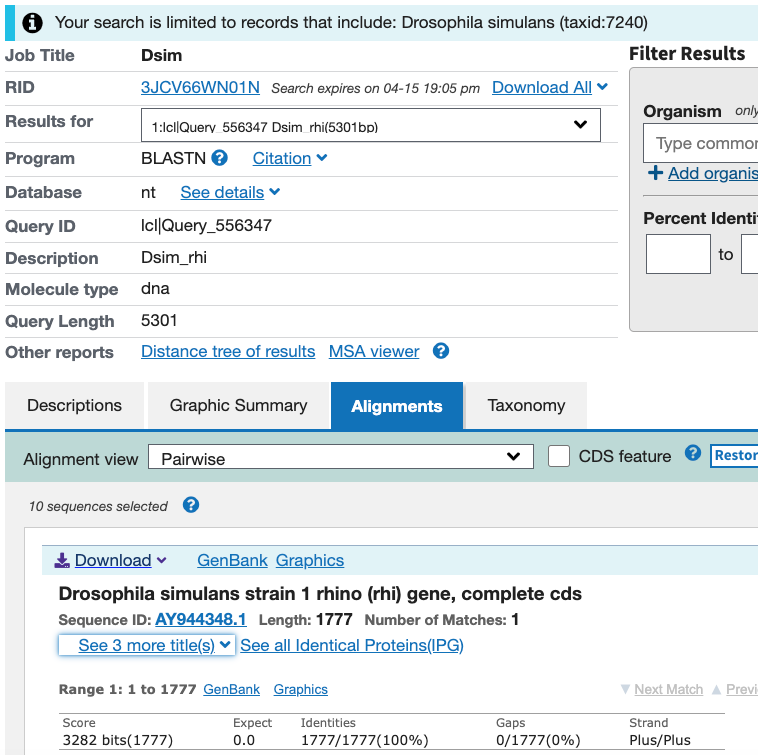 Your search is limited to records that include: Drosophila simulans (taxid:7240)
Job Title Dsim
RID 3JCV66WN01N Search expires on 04-15 19:05 pm Download All
Results for 1:lcl|Query_556347 Dsim_rhi(5301bp)
Program BLASTN ? Citation
Database nt See details
Query ID lcl|Query_556347
Description Dsim_rhi
Molecule type dna
Query Length 5301
Other reports Distance tree of results MSA viewer ?
Filter Results
Organism only
Type common
+ Add organis
Percent Identi
to
Descriptions Graphic Summary Alignments Taxonomy
Alignment view Pairwise CDS feature ? Restor
10 sequences selected ?
Download GenBank Graphics
Drosophila simulans strain 1 rhino (rhi) gene, complete cds
Sequence ID: AY944348.1 Length: 1777 Number of Matches: 1
See 3 more title(s) See all Identical Proteins(IPG)
Range 1: 1 to 1777 GenBank Graphics Next Match Previ
Score Expect Identities Gaps Strand
3282 bits(1777) 0.0 1777/1777(100%) 0/1777(0%) Plus/Plus